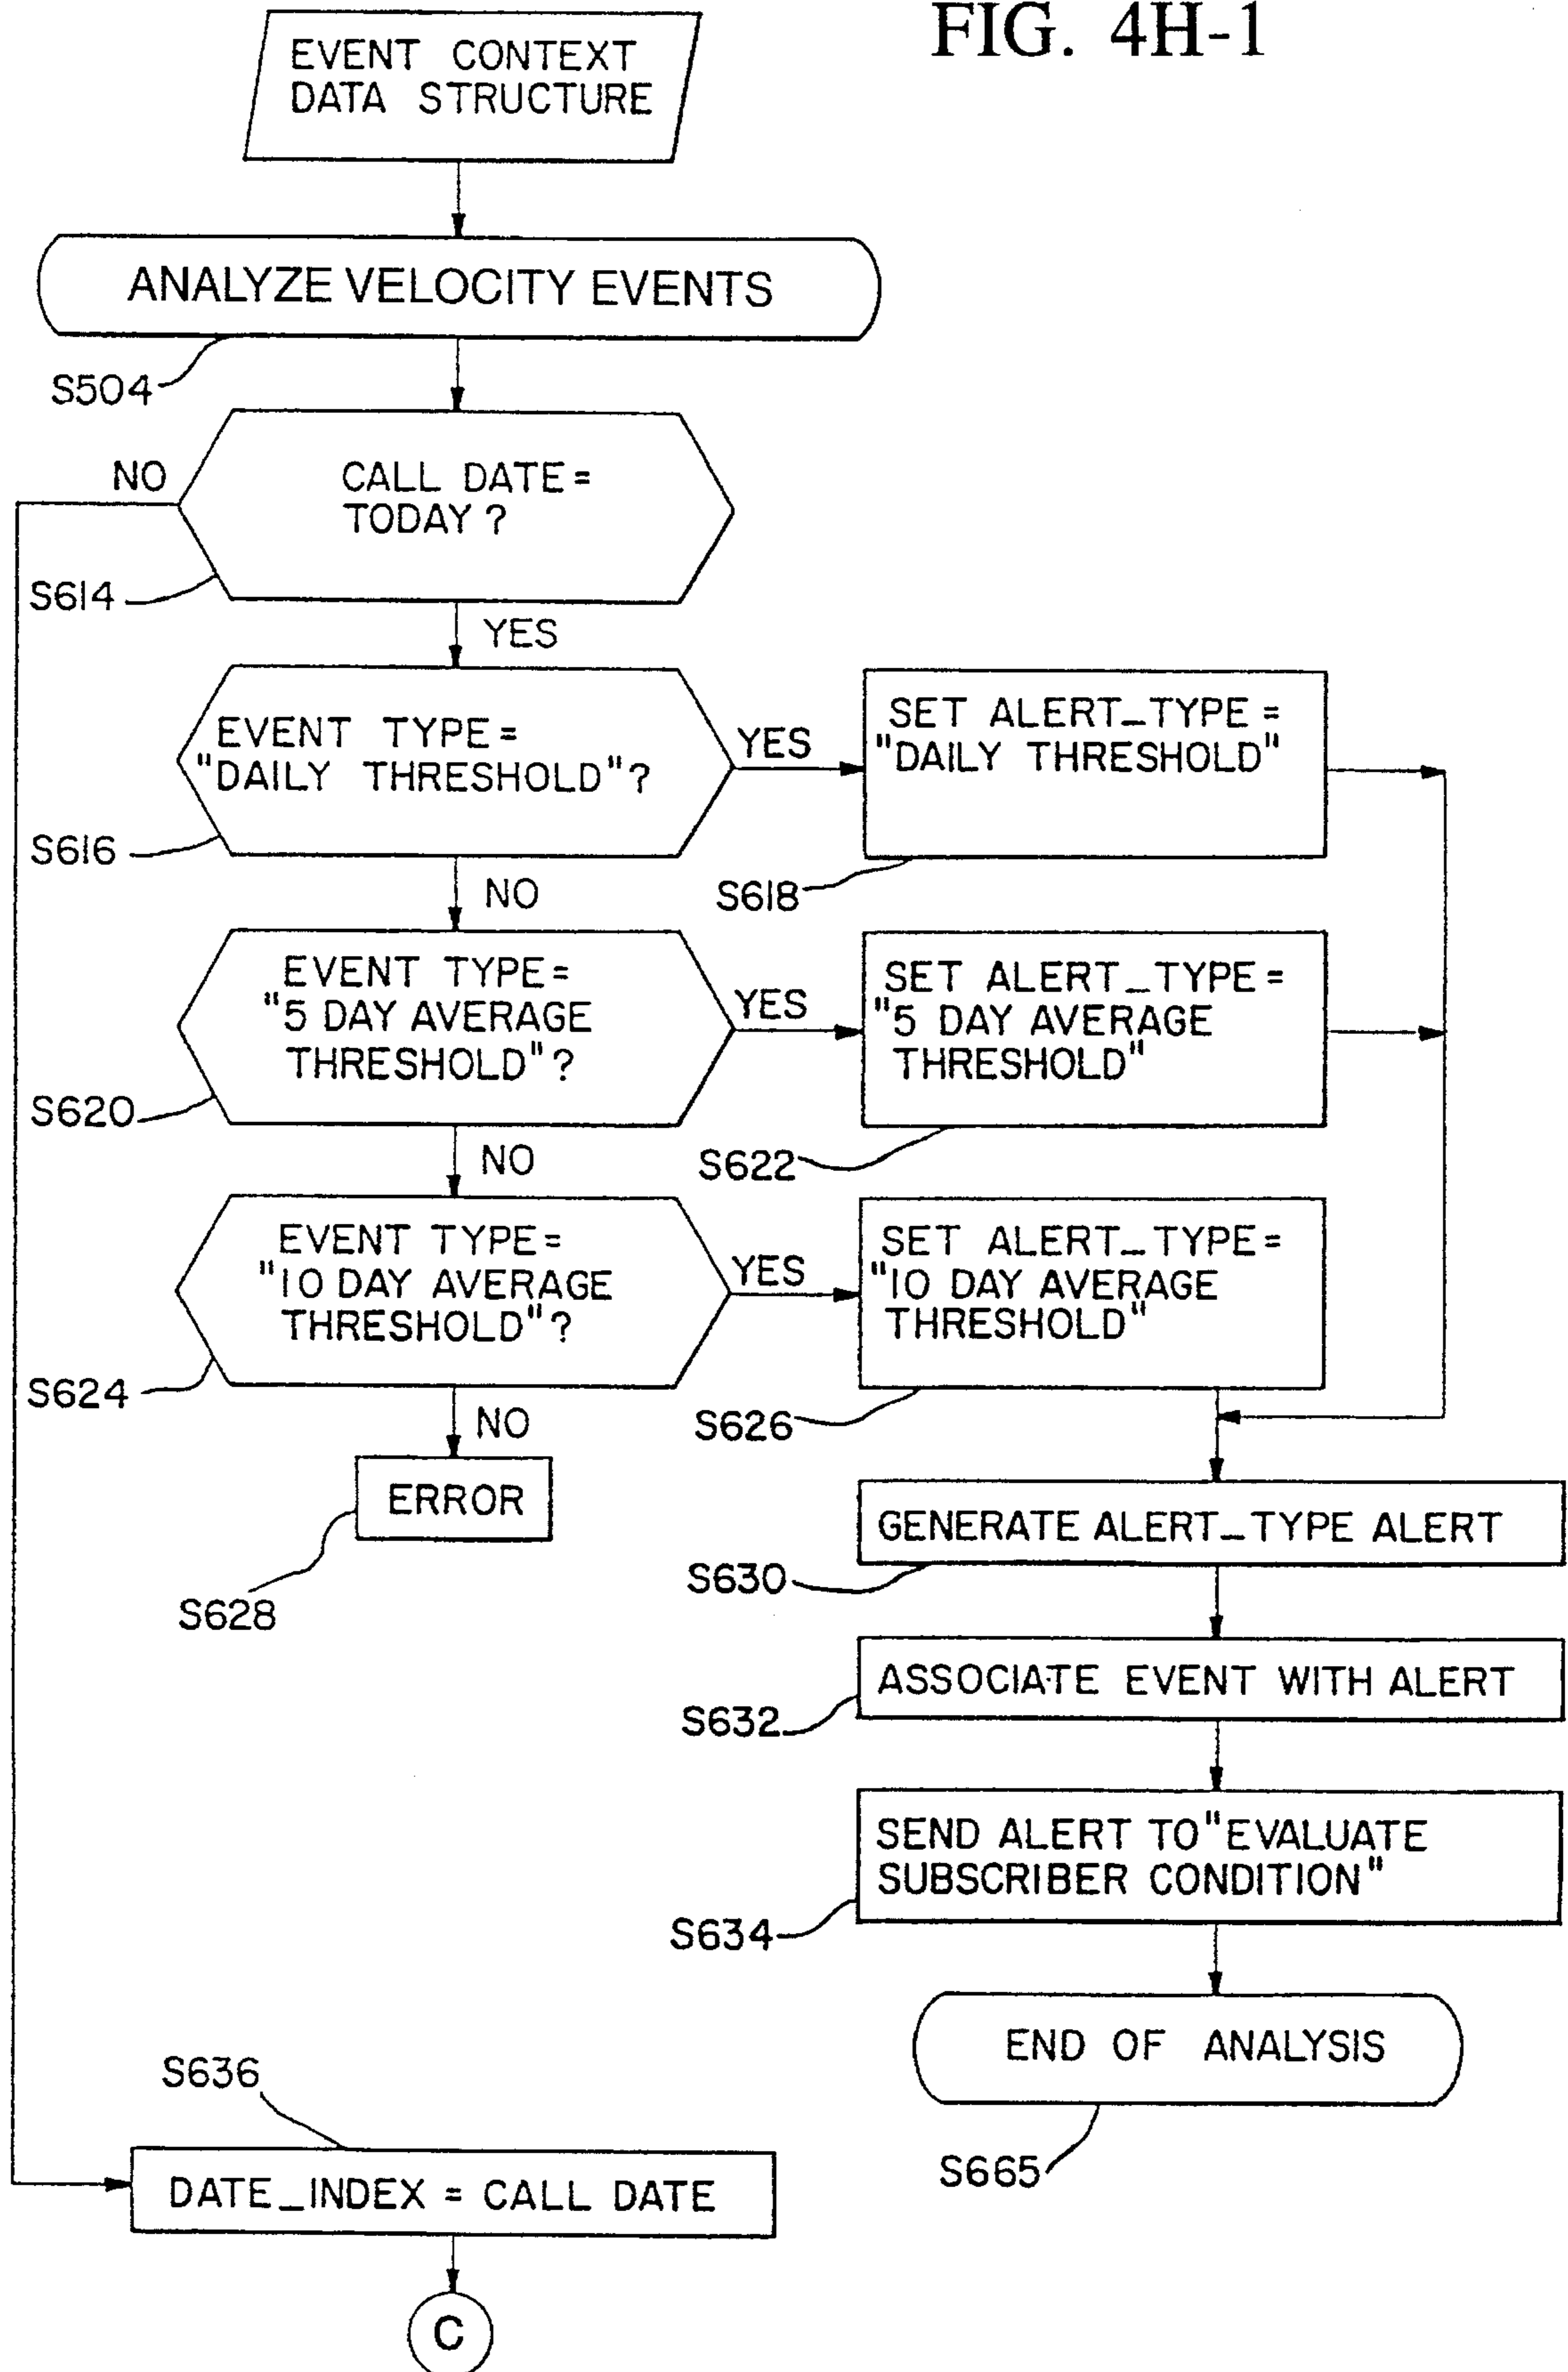 FIG. 4H-1
EVENT CONTEXT
DATA STRUCTURE
ANALYZE VELOCITY EVENTS
S504
NO
CALL DATE =
TODAY ?
S614
YES
EVENT TYPE =
"DAILY THRESHOLD"?
YES
SET ALERT_TYPE =
"DAILY THRESHOLD"
S616
S618
NO
EVENT TYPE =
"5 DAY AVERAGE
THRESHOLD"?
YES
SET ALERT_TYPE =
"5 DAY AVERAGE
THRESHOLD"
S620
S622
NO
EVENT TYPE =
"10 DAY AVERAGE
THRESHOLD"?
YES
SET ALERT_TYPE =
"10 DAY AVERAGE
THRESHOLD"
S624
S626
NO
ERROR
S628
GENERATE ALERT_TYPE ALERT
S630
ASSOCIATE EVENT WITH ALERT
S632
SEND ALERT TO "EVALUATE
SUBSCRIBER CONDITION"
S634
END OF ANALYSIS
S665
S636
DATE_INDEX = CALL DATE
C